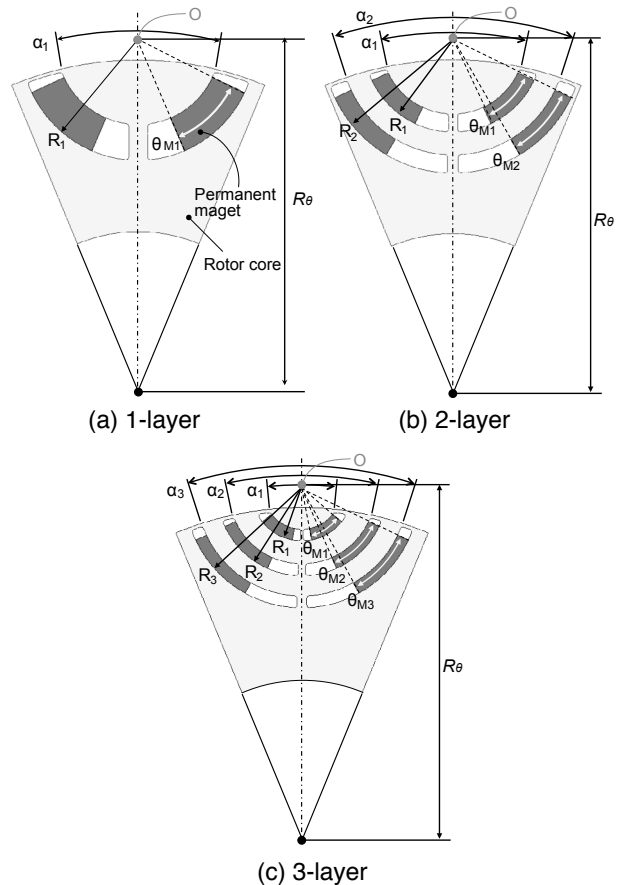 α1
O
R1
θM1
Permanent
maget
Rotor core
Rθ
(a) 1-layer
α2
α1
O
R2
R1
θM1
θM2
Rθ
(b) 2-layer
α3
α2
α1
O
R3
R2
R1
θM1
θM2
θM3
Rθ
(c) 3-layer